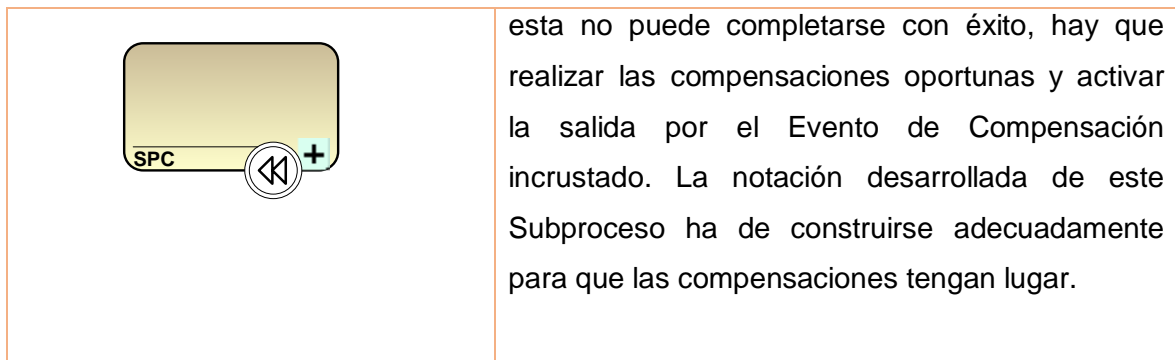 SPC
esta no puede completarse con éxito, hay que
realizar las compensaciones oportunas y activar
la salida por el Evento de Compensación
incrustado. La notación desarrollada de este
Subproceso ha de construirse adecuadamente
para que las compensaciones tengan lugar.